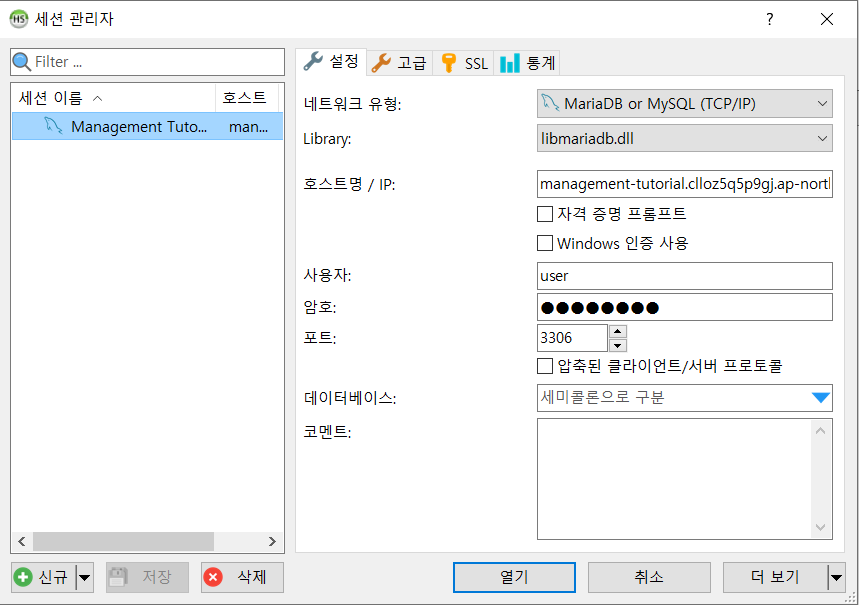 HS 세션 관리자 ?
Filter ...
세션 이름 호스트
Management Tuto... man...
신규 저장 삭제
설정 고급 SSL 통계
네트워크 유형: MariaDB or MySQL (TCP/IP)
Library: libmariadb.dll
호스트명 / IP: management-tutorial.clloz5q5p9gj.ap-nort
자격 증명 프롬프트
Windows 인증 사용
사용자: user
암호: ●●●●●●●●
포트: 3306
압축된 클라이언트/서버 프로토콜
데이터베이스: 세미콜론으로 구분
코멘트:
열기 취소 더 보기